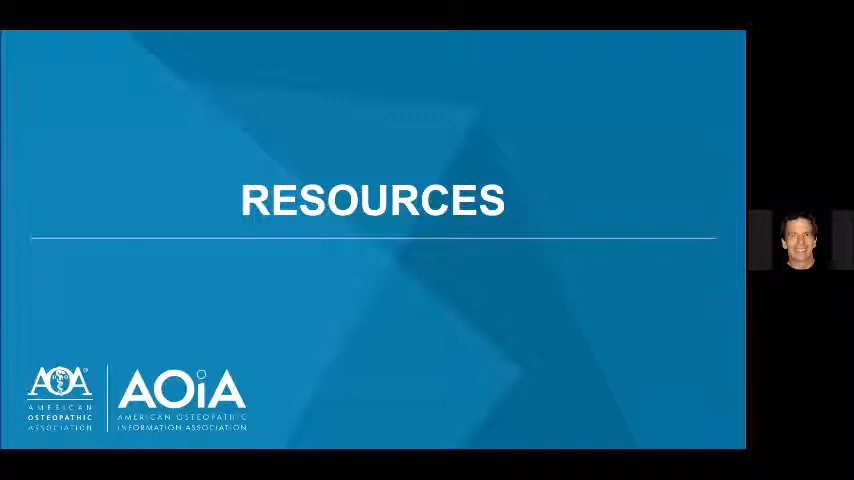 RESOURCES
AOA®
AMERICAN
OSTEOPATHIC
ASSOCIATION
AOiA
AMERICAN OSTEOPATHIC
INFORMATION ASSOCIATION